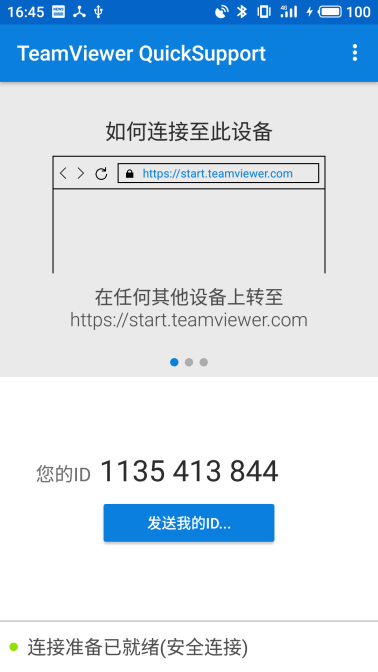 16:45 4G 100
TeamViewer QuickSupport
如何连接至此设备
https://start.teamviewer.com
在任何其他设备上转至
https://start.teamviewer.com
您的ID 1135 413 844
发送我的ID...
连接准备已就绪(安全连接)